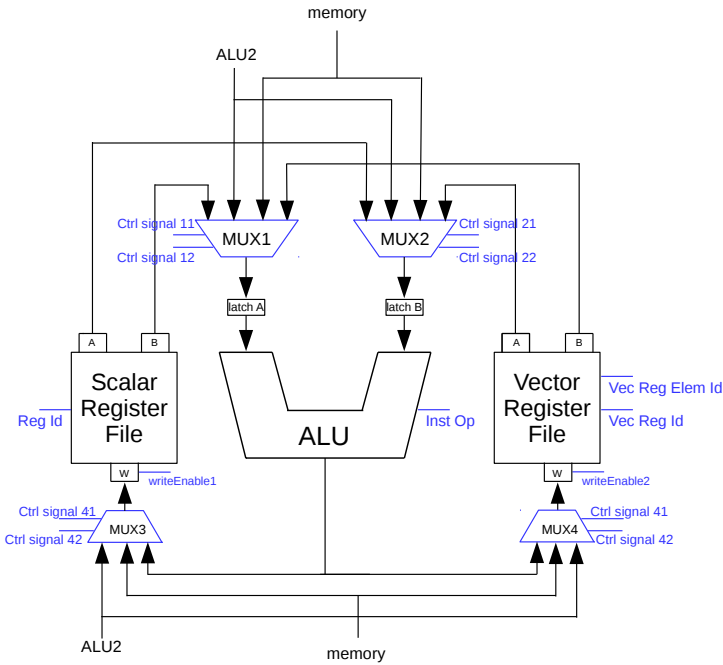 memory
ALU2
Ctrl signal 11
Ctrl signal 12
MUX1
MUX2
Ctrl signal 21
Ctrl signal 22
latch A
latch B
A
B
A
B
Scalar
Register
File
Reg Id
ALU
Inst Op
Vector
Register
File
Vec Reg Elem Id
Vec Reg Id
W
writeEnable1
W
writeEnable2
Ctrl signal 41
Ctrl signal 42
MUX3
MUX4
Ctrl signal 41
Ctrl signal 42
ALU2
memory